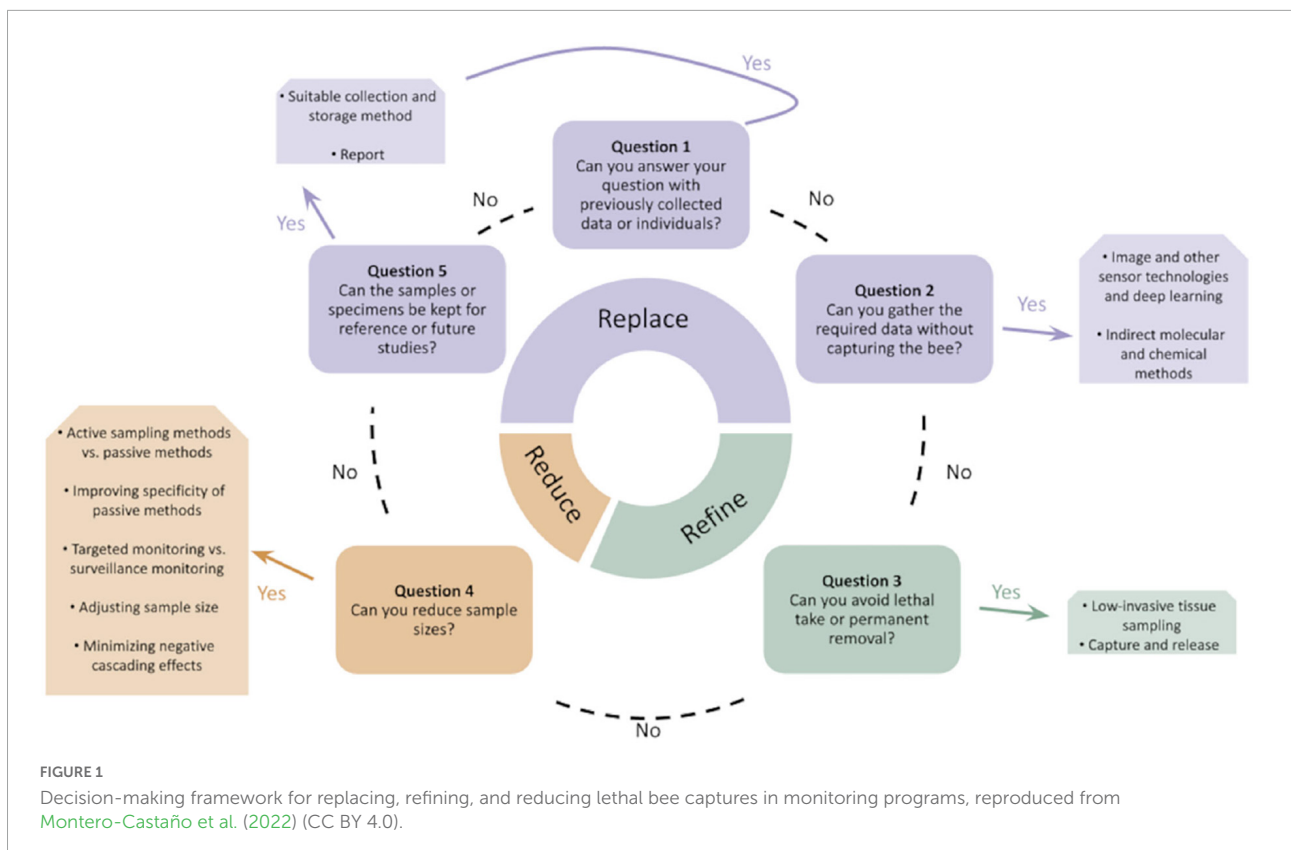 Yes
• Suitable collection and
storage method
• Report
Question 1
Can you answer your
question with
previously collected
data or individuals?
No
No
Yes
Question 5
Can the samples or
specimens be kept for
reference or future
studies?
Replace
Question 2
Can you gather the
required data without
capturing the bee?
Yes
• Image and other
sensor technologies
and deep learning
• Indirect molecular
and chemical
methods
• Active sampling methods
vs. passive methods
• Improving specificity of
passive methods
• Targeted monitoring vs.
surveillance monitoring
• Adjusting sample size
• Minimizing negative
cascading effects
No
Reduce
Refine
No
Yes
Question 4
Can you reduce sample
sizes?
Question 3
Can you avoid lethal
take or permanent
removal?
Yes
• Low-invasive tissue
sampling
• Capture and release
No
FIGURE 1
Decision-making framework for replacing, refining, and reducing lethal bee captures in monitoring programs, reproduced from
Montero-Castaño et al. (2022) (CC BY 4.0).